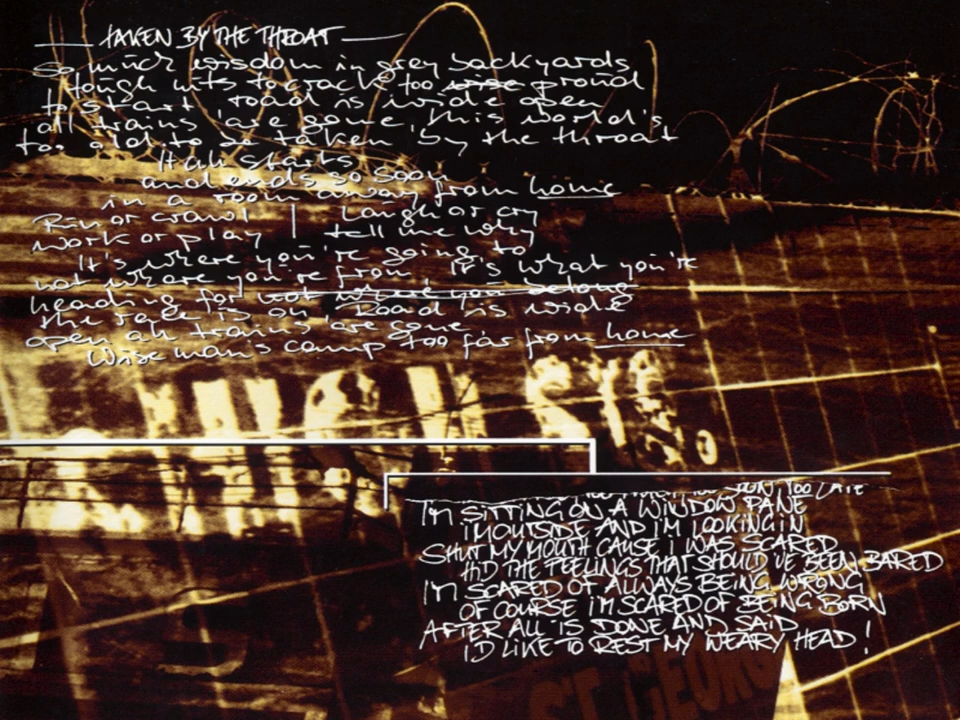 TAKEN BY THE THROAT
So much wisdom in grey backyards
tough nuts to crack too wise proud
to start road is wide open
all trains are gone, this world's
too old to be taken by the throat
It all starts
and ends so soon
in a room away from home
Run or crawl | Laugh or cry
work or play | tell me why
It's where you're going to
not where you're from, It's what you're
heading for not where you belong
the race is on Road is wide
open all trains are gone
Wise man's camp too far from home
TOO LATE
I'M SITTING ON A WINDOW PANE
I'M OUTSIDE AND I'M LOOKING IN
SHUT MY MOUTH CAUSE I WAS SCARED
HID THE FEELINGS THAT SHOULD'VE BEEN BARED
I'M SCARED OF ALWAYS BEING WRONG
OF COURSE I'M SCARED OF BEING BORN
AFTER ALL IS DONE AND SAID
I'D LIKE TO REST MY WEARY HEAD!
ST. GEORG